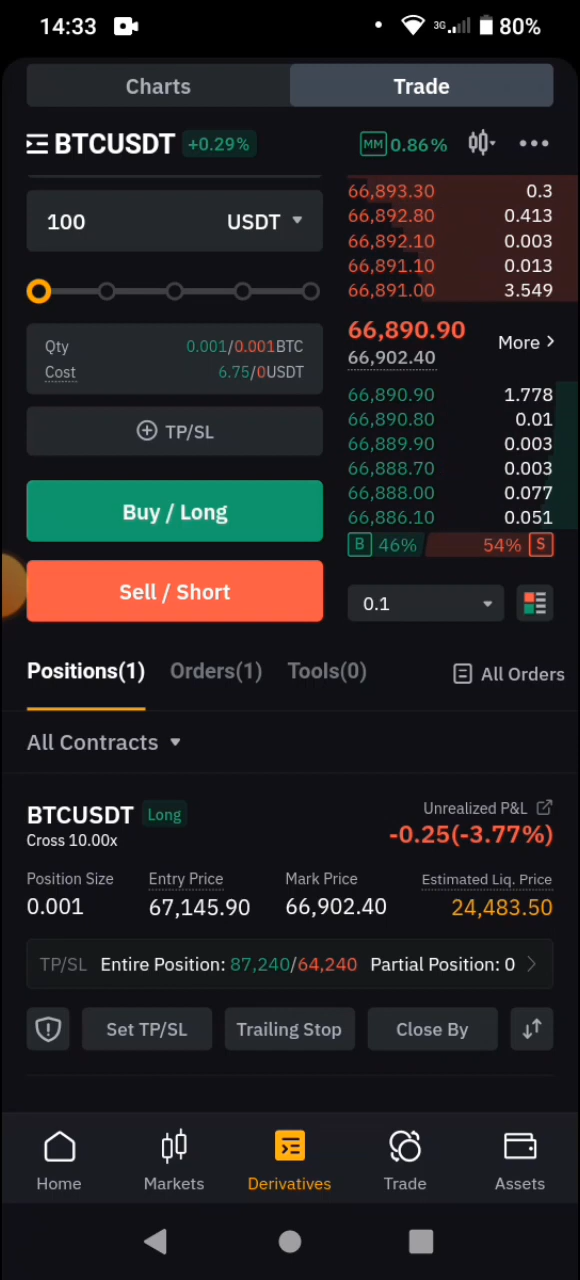 14:33 3G 80%
Charts Trade
BTCUSDT +0.29% MM 0.86%
100 USDT
Qty 0.001/0.001BTC
Cost 6.75/0USDT
TP/SL
Buy / Long
Sell / Short
66,893.30 0.3
66,892.80 0.413
66,892.10 0.003
66,891.10 0.013
66,891.00 3.549
66,890.90
66,902.40
More
66,890.90 1.778
66,890.80 0.01
66,889.90 0.003
66,888.70 0.003
66,888.00 0.077
66,886.10 0.051
B 46% 54% S
0.1
Positions(1) Orders(1) Tools(0) All Orders
All Contracts
BTCUSDT Long
Cross 10.00x
Unrealized P&L
-0.25(-3.77%)
Position Size Entry Price Mark Price Estimated Liq. Price
0.001 67,145.90 66,902.40 24,483.50
TP/SL Entire Position: 87,240/64,240 Partial Position: 0
Set TP/SL Trailing Stop Close By
Home Markets Derivatives Trade Assets